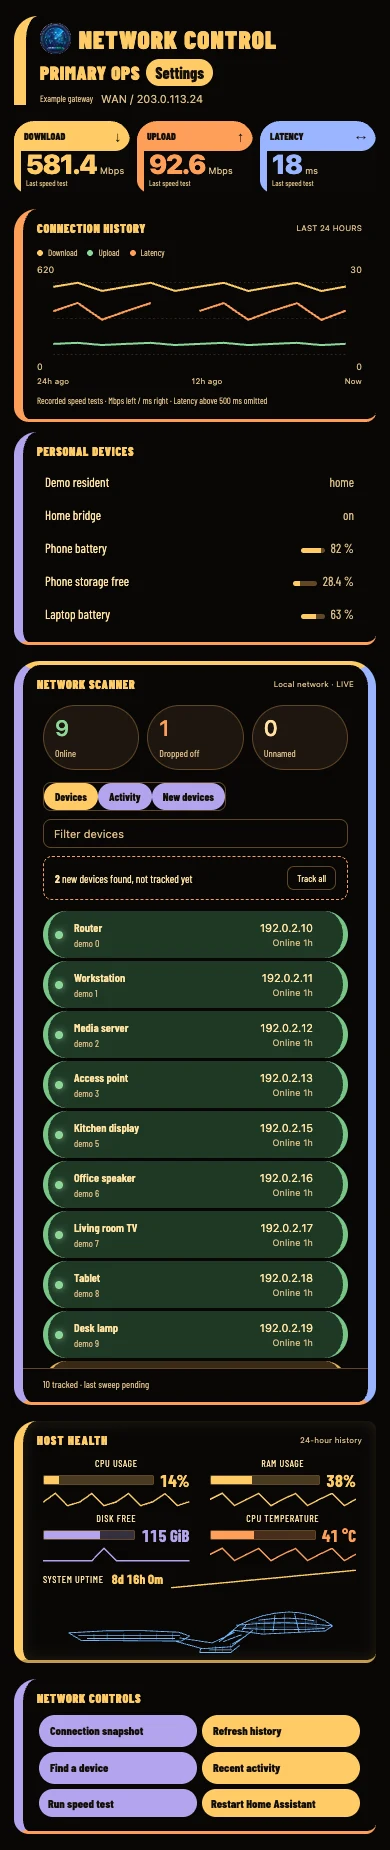 NETWORK CONTROL
PRIMARY OPS Settings
Example gateway WAN / 203.0.113.24
DOWNLOAD ↓
581.4 Mbps
Last speed test
UPLOAD ↑
92.6 Mbps
Last speed test
LATENCY ↔
18 ms
Last speed test
CONNECTION HISTORY LAST 24 HOURS
Download Upload Latency
620 30
0 0
24h ago 12h ago Now
Recorded speed tests · Mbps left / ms right · Latency above 500 ms omitted
PERSONAL DEVICES
Demo resident home
Home bridge on
Phone battery 82 %
Phone storage free 28.4 %
Laptop battery 63 %
NETWORK SCANNER Local network · LIVE
9 1 0
Online Dropped off Unnamed
Devices Activity New devices
Filter devices
2 new devices found, not tracked yet Track all
Router 192.0.2.10
demo 0 Online 1h
Workstation 192.0.2.11
demo 1 Online 1h
Media server 192.0.2.12
demo 2 Online 1h
Access point 192.0.2.13
demo 3 Online 1h
Kitchen display 192.0.2.15
demo 5 Online 1h
Office speaker 192.0.2.16
demo 6 Online 1h
Living room TV 192.0.2.17
demo 7 Online 1h
Tablet 192.0.2.18
demo 8 Online 1h
Desk lamp 192.0.2.19
demo 9 Online 1h
10 tracked · last sweep pending
HOST HEALTH 24-hour history
CPU USAGE RAM USAGE
14% 38%
DISK FREE CPU TEMPERATURE
115 GiB 41 °C
SYSTEM UPTIME 8d 16h 0m
NETWORK CONTROLS
Connection snapshot Refresh history
Find a device Recent activity
Run speed test Restart Home Assistant